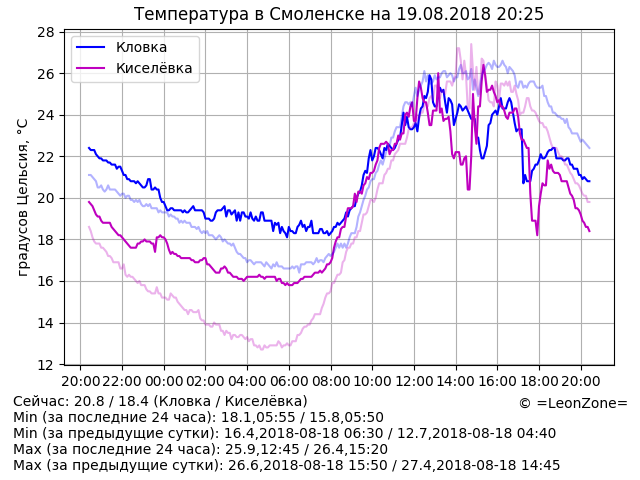 Температура в Смоленске на 19.08.2018 20:25
Кловка
Киселёвка
градусов Цельсия, °C
28
26
24
22
20
18
16
14
12
20:00 22:00 00:00 02:00 04:00 06:00 08:00 10:00 12:00 14:00 16:00 18:00 20:00
Сейчас: 20.8 / 18.4 (Кловка / Киселёвка)
© =LeonZone=
Min (за последние 24 часа): 18.1,05:55 / 15.8,05:50
Min (за предыдущие сутки): 16.4,2018-08-18 06:30 / 12.7,2018-08-18 04:40
Max (за последние 24 часа): 25.9,12:45 / 26.4,15:20
Max (за предыдущие сутки): 26.6,2018-08-18 15:50 / 27.4,2018-08-18 14:45